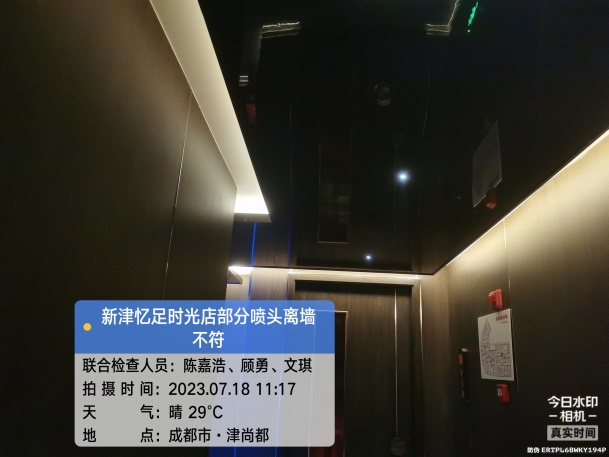 新津忆足时光店部分喷头离墙
不符
联合检查人员：陈嘉浩、顾勇、文琪
拍摄时间：2023.07.18 11:17
天 气：晴 29℃
地 点：成都市·津尚都
今日水印
相机
真实时间
防伪 ERTPL6BWKY194P